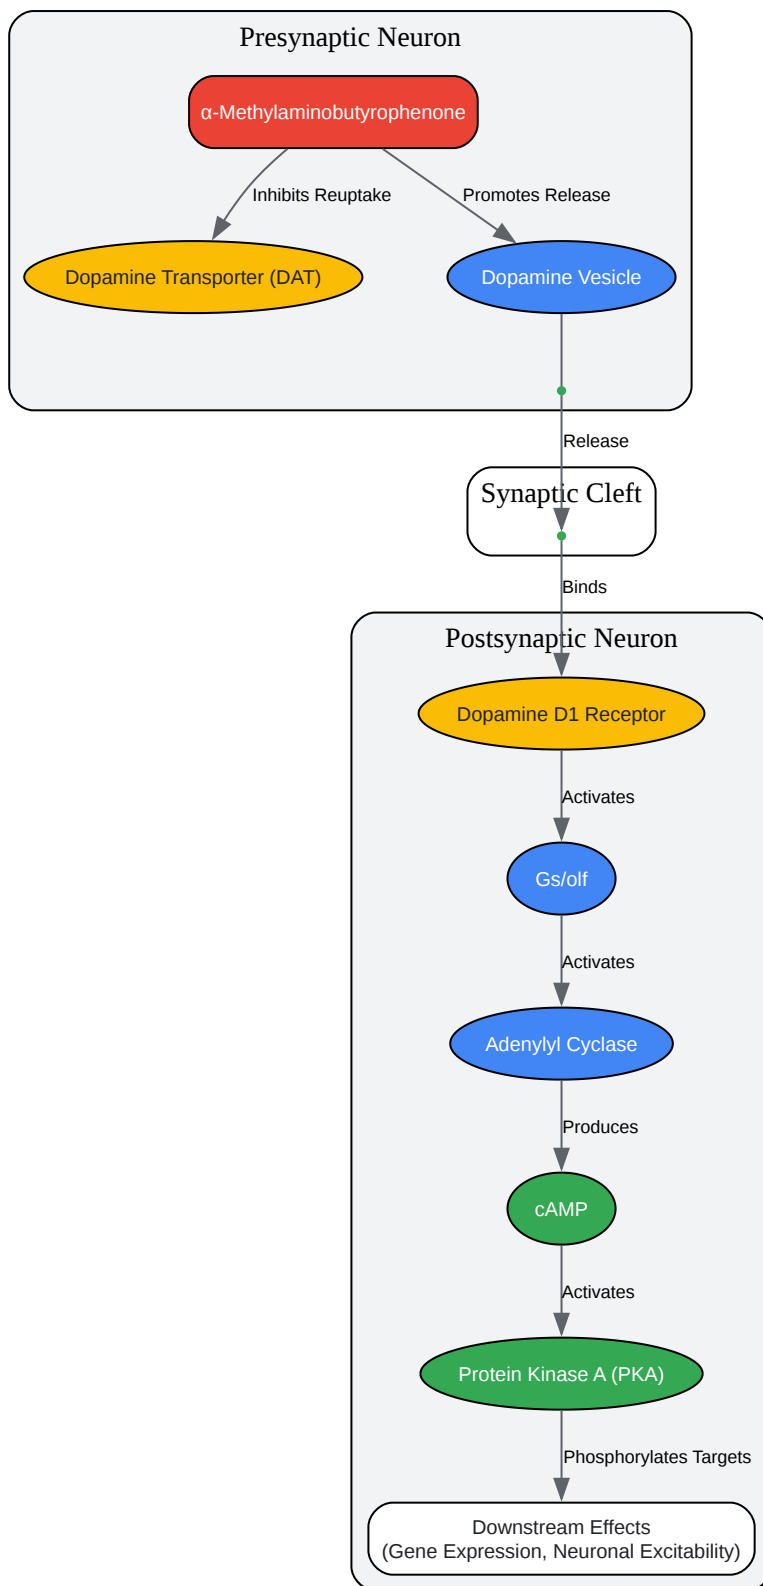 Presynaptic Neuron
α-Methylaminobutyrophenone
Inhibits Reuptake
Promotes Release
Dopamine Transporter (DAT)
Dopamine Vesicle
Release
Synaptic Cleft
Binds
Postsynaptic Neuron
Dopamine D1 Receptor
Activates
Gs/olf
Activates
Adenylyl Cyclase
Produces
cAMP
Activates
Protein Kinase A (PKA)
Phosphorylates Targets
Downstream Effects
(Gene Expression, Neuronal Excitability)